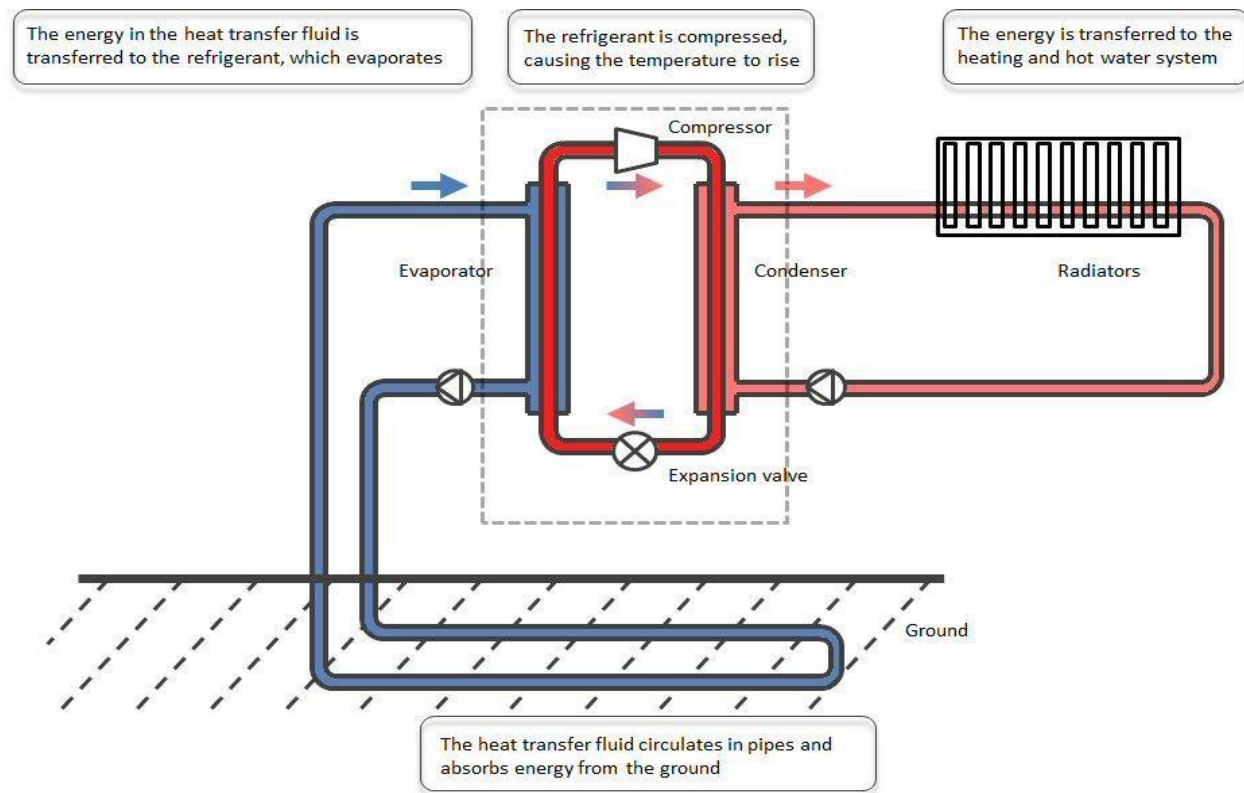 The energy in the heat transfer fluid is
transferred to the refrigerant, which evaporates
The refrigerant is compressed,
causing the temperature to rise
The energy is transferred to the
heating and hot water system
Compressor
Evaporator
Condenser
Radiators
Expansion valve
Ground
The heat transfer fluid circulates in pipes and
absorbs energy from the ground